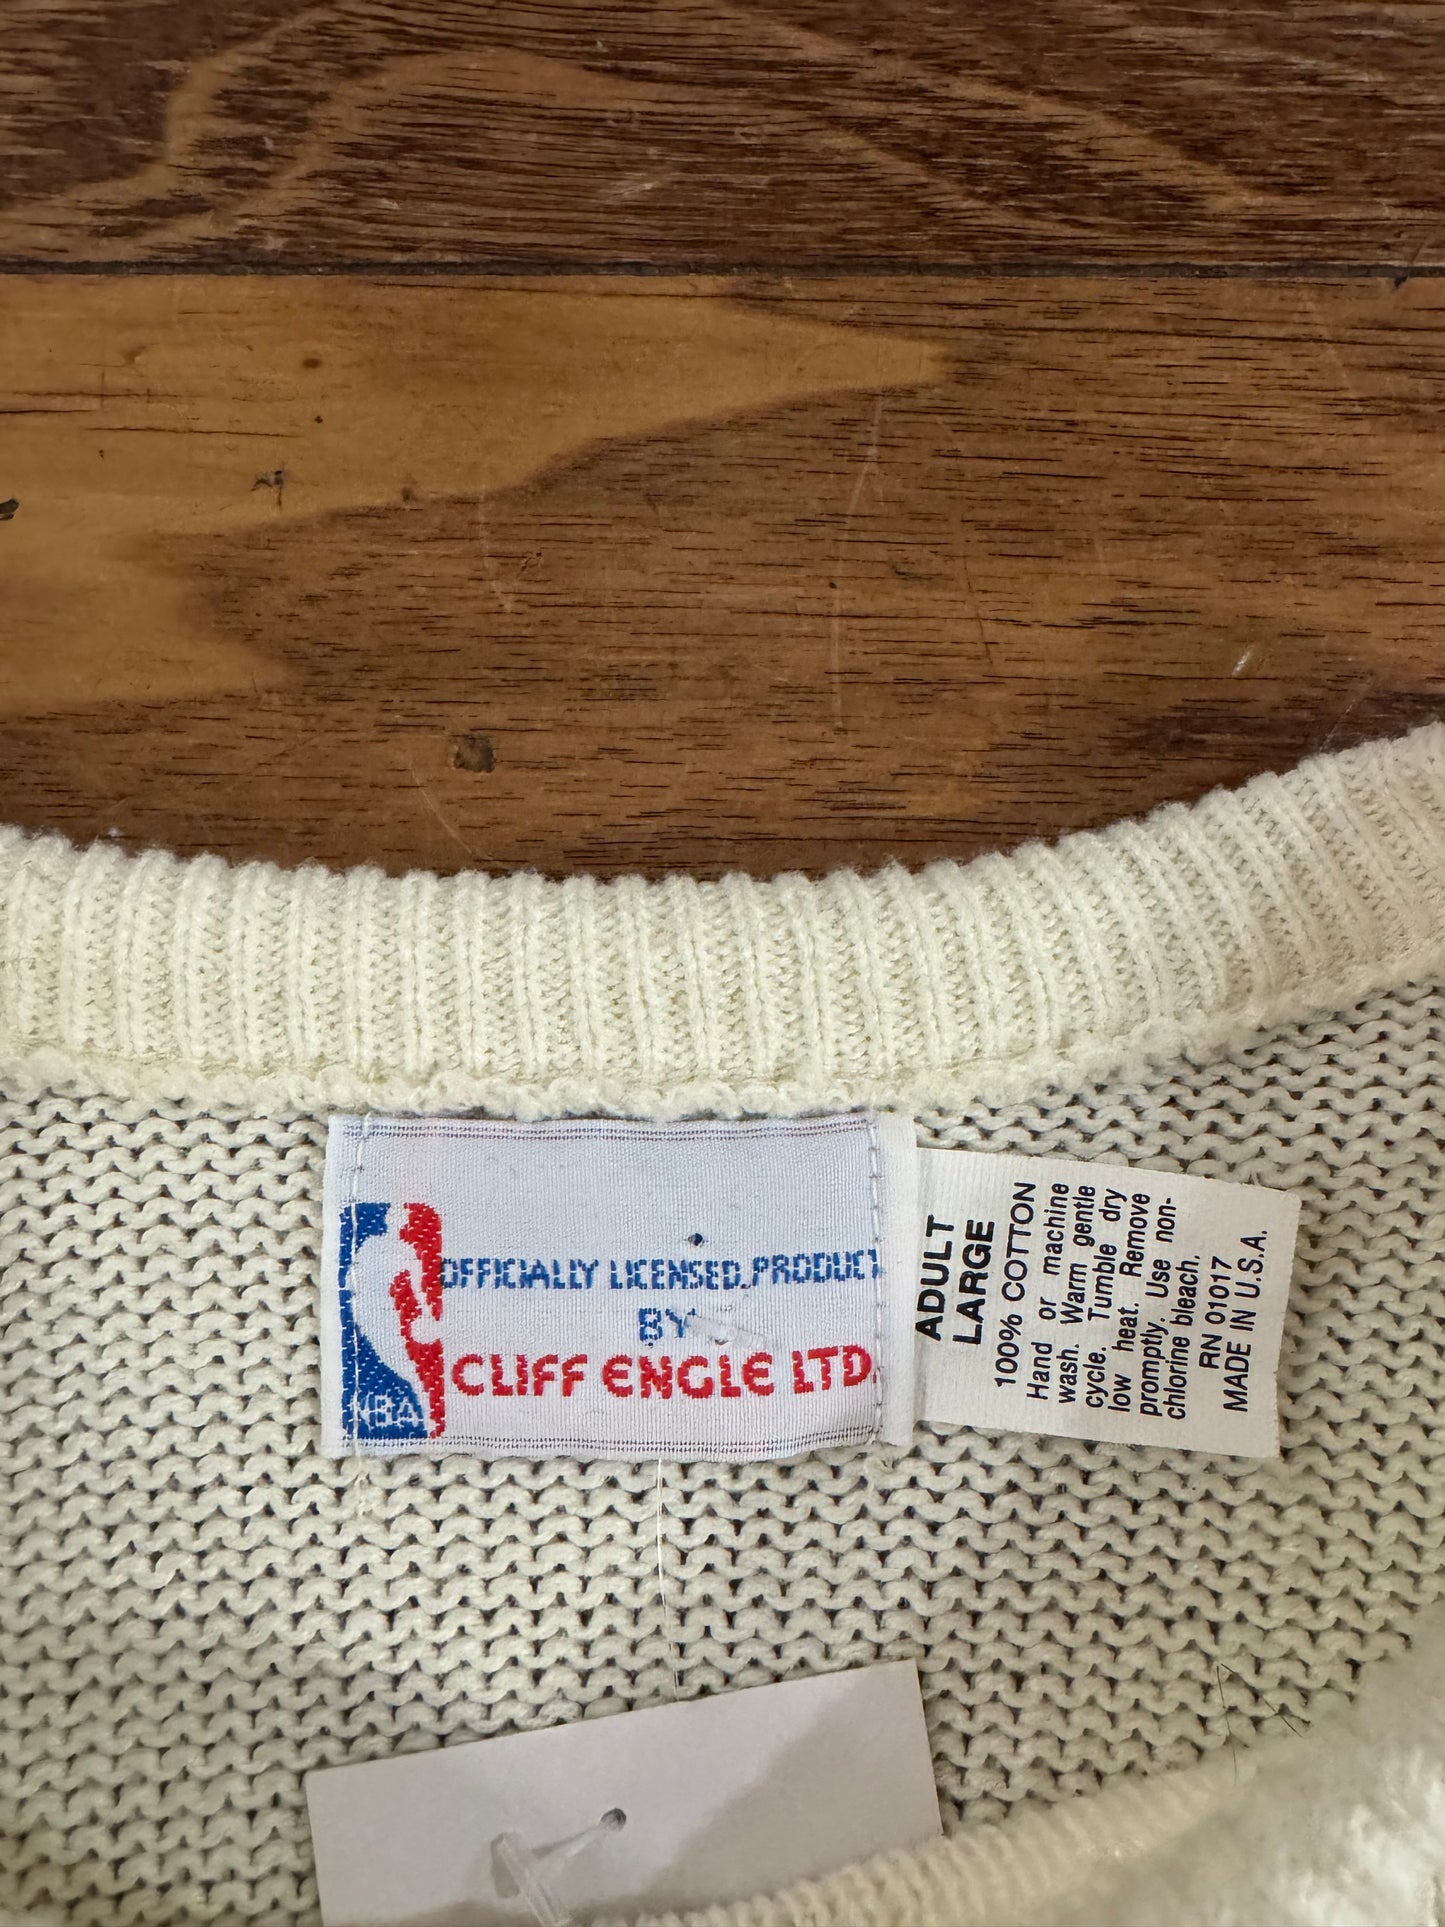 OFFICIALLY LICENSED PRODUCT
BY
CLIFF ENGLE LTD.
NBA
ADULT
LARGE
100% COTTON
Hand or machine
wash. Warm gentle
cycle. Tumble dry
low heat. Remove
promptly. Use non-
chlorine bleach.
RN 01017
MADE IN U.S.A.